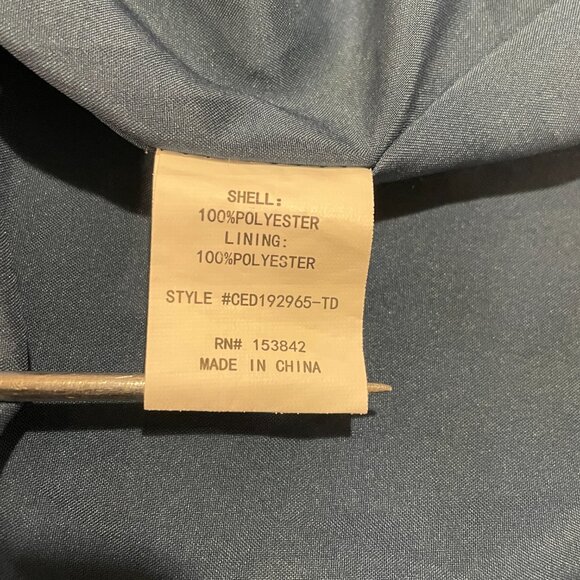 SHELL:
100%POLYESTER
LINING:
100%POLYESTER
STYLE #CED192965-TD
RN# 153842
MADE IN CHINA